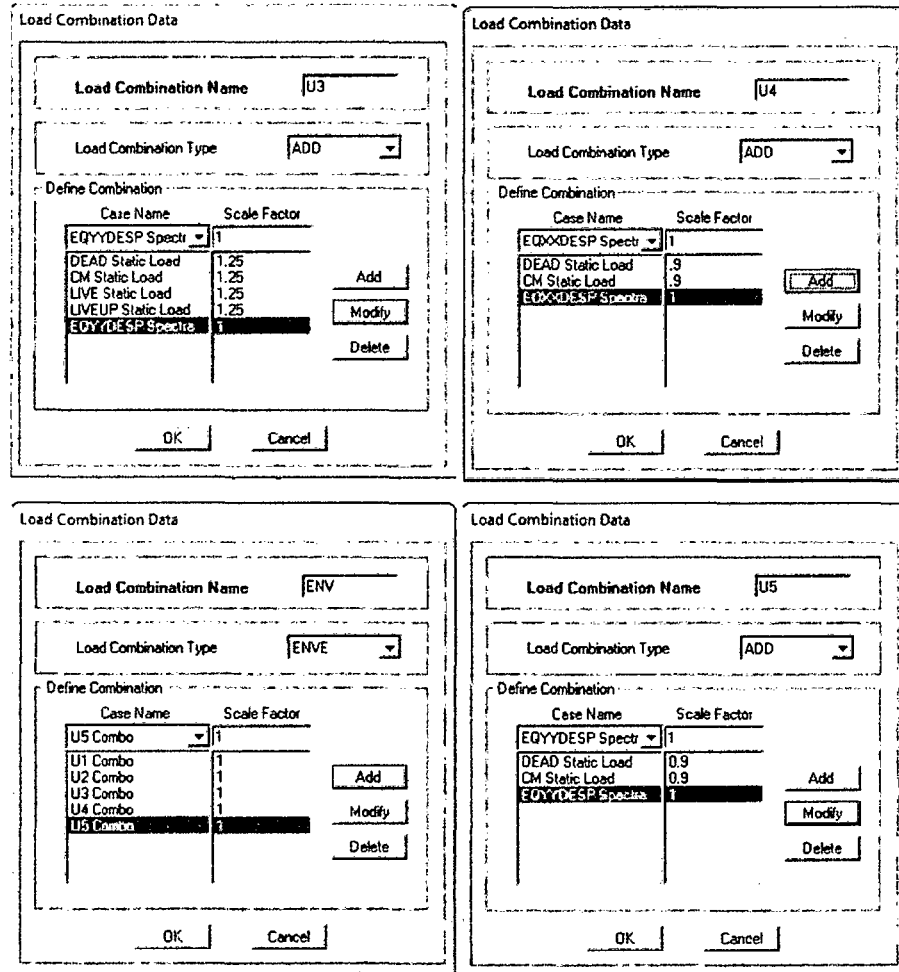 Load Combination Data
Load Combination Name U3
Load Combination Type ADD
Define Combination
Case Name Scale Factor
EQYYDESP Spectr 1
DEAD Static Load 1.25
CM Static Load 1.25
LIVE Static Load 1.25
LIVEUP Static Load 1.25
EQYYDESP Spectra 1
Add
Modify
Delete
OK Cancel
Load Combination Data
Load Combination Name U4
Load Combination Type ADD
Define Combination
Case Name Scale Factor
EQXXDESP Spectr 1
DEAD Static Load .9
CM Static Load .9
EQXXDESP Spectra 1
Add
Modify
Delete
OK Cancel
Load Combination Data
Load Combination Name ENV
Load Combination Type ENVE
Define Combination
Case Name Scale Factor
U5 Combo 1
U1 Combo 1
U2 Combo 1
U3 Combo 1
U4 Combo 1
U5 Combo 1
Add
Modify
Delete
OK Cancel
Load Combination Data
Load Combination Name U5
Load Combination Type ADD
Define Combination
Case Name Scale Factor
EQYYDESP Spectr 1
DEAD Static Load 0.9
CM Static Load 0.9
EQYYDESP Spectra 1
Add
Modify
Delete
OK Cancel